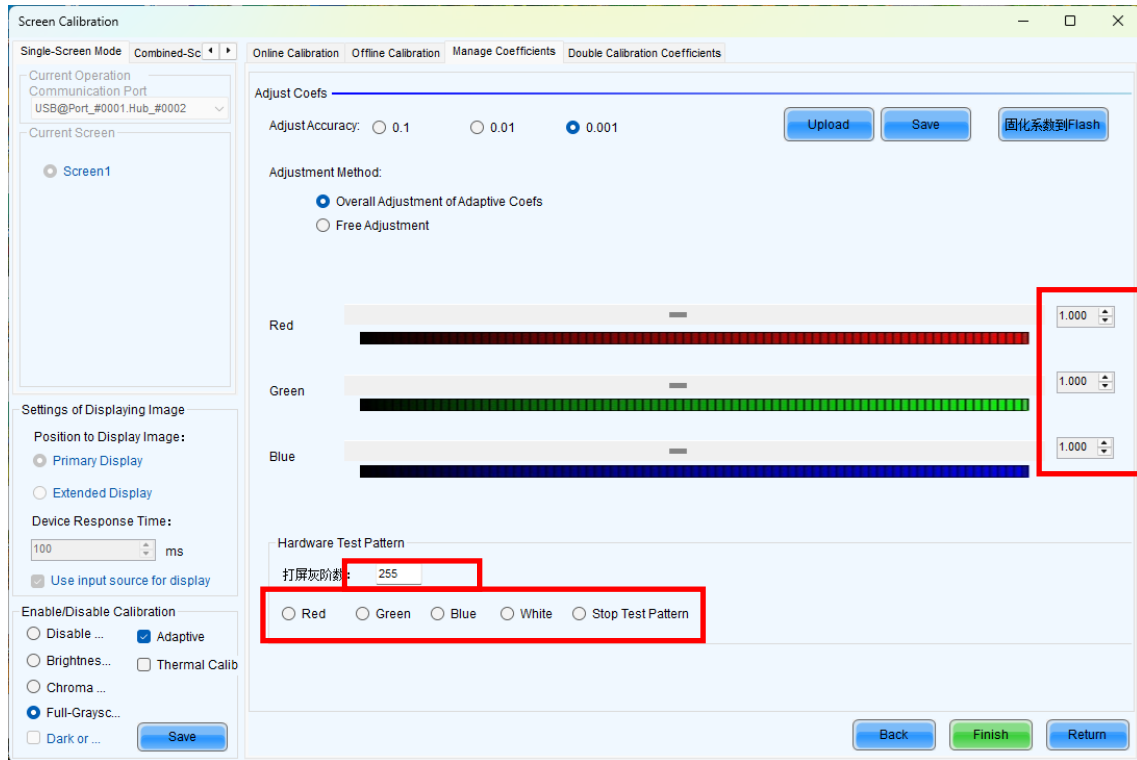 Screen Calibration
Single-Screen Mode Combined-Sc
Current Operation
Communication Port
USB@Port_#0001.Hub_#0002
Current Screen
Screen1
Settings of Displaying Image
Position to Display Image:
Primary Display
Extended Display
Device Response Time:
100 ms
Use input source for display
Enable/Disable Calibration
Disable ... Adaptive
Brightnes... Thermal Calib
Chroma ...
Full-Graysc...
Dark or ... Save
Online Calibration Offline Calibration Manage Coefficients Double Calibration Coefficients
Adjust Coefs
Adjust Accuracy: 0.1 0.01 0.001 Upload Save 固化系数到Flash
Adjustment Method:
Overall Adjustment of Adaptive Coefs
Free Adjustment
Red 1.000
Green 1.000
Blue 1.000
Hardware Test Pattern
打屏灰阶数: 255
Red Green Blue White Stop Test Pattern
Back Finish Return